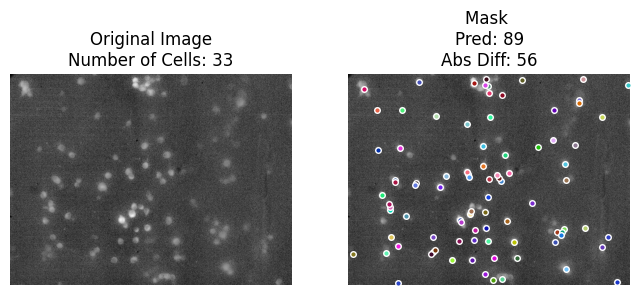 Original Image
Number of Cells: 33
Mask
Pred: 89
Abs Diff: 56